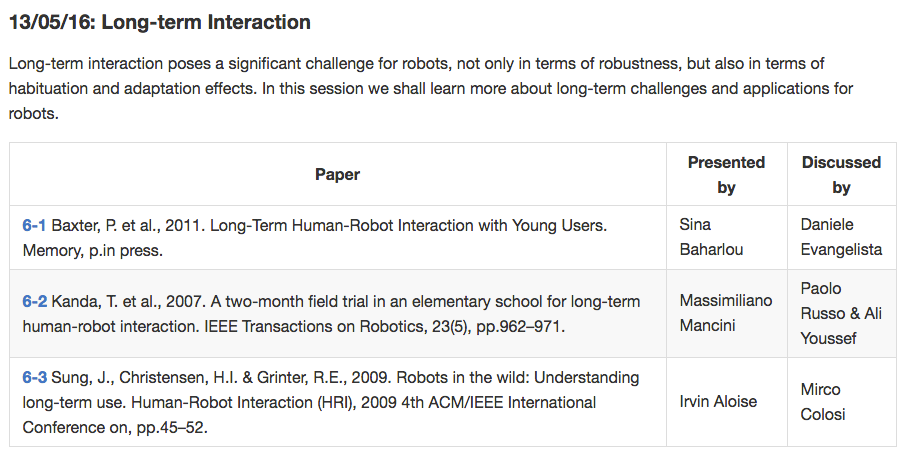 13/05/16: Long-term Interaction
Long-term interaction poses a significant challenge for robots, not only in terms of robustness, but also in terms of
habituation and adaptation effects. In this session we shall learn more about long-term challenges and applications for
robots.
Paper
Presented
by
Discussed
by
6-1 Baxter, P. et al., 2011. Long-Term Human-Robot Interaction with Young Users.
Memory, p.in press.
Sina
Baharlou
Daniele
Evangelista
6-2 Kanda, T. et al., 2007. A two-month field trial in an elementary school for long-term
human-robot interaction. IEEE Transactions on Robotics, 23(5), pp.962–971.
Massimiliano
Mancini
Paolo
Russo & Ali
Youssef
6-3 Sung, J., Christensen, H.I. & Grinter, R.E., 2009. Robots in the wild: Understanding
long-term use. Human-Robot Interaction (HRI), 2009 4th ACM/IEEE International
Conference on, pp.45–52.
Irvin Aloise
Mirco
Colosi